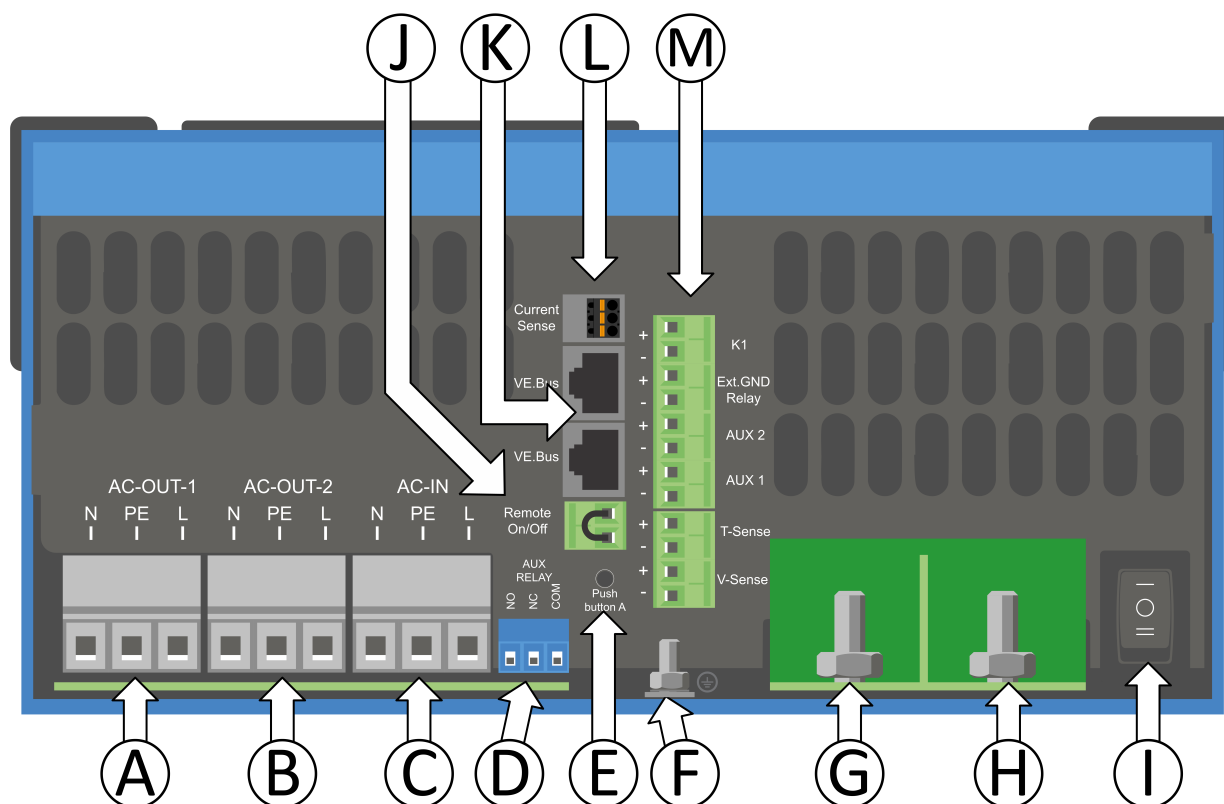 J K L M
Current
Sense
VE.Bus
VE.Bus
Remote
On/Off
+ K1
-
+ Ext.GND
- Relay
+ AUX 2
-
+ AUX 1
-
+ T-Sense
-
+ V-Sense
-
AC-OUT-1 AC-OUT-2 AC-IN
N PE L N PE L N PE L
AUX
RELAY
NO NC COM
Push
button A
I
O
II
A B C D E F G H I